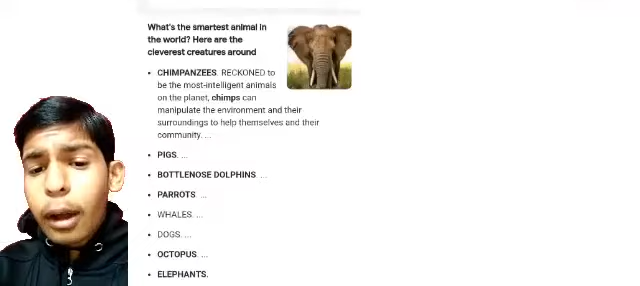 What's the smartest animal in
the world? Here are the
cleverest creatures around
• CHIMPANZEES. RECKONED to
be the most-intelligent animals
on the planet, chimps can
manipulate the environment and their
surroundings to help themselves and their
community. ...
• PIGS. ...
• BOTTLENOSE DOLPHINS. ...
• PARROTS. ...
• WHALES. ...
• DOGS. ...
• OCTOPUS. ...
• ELEPHANTS.